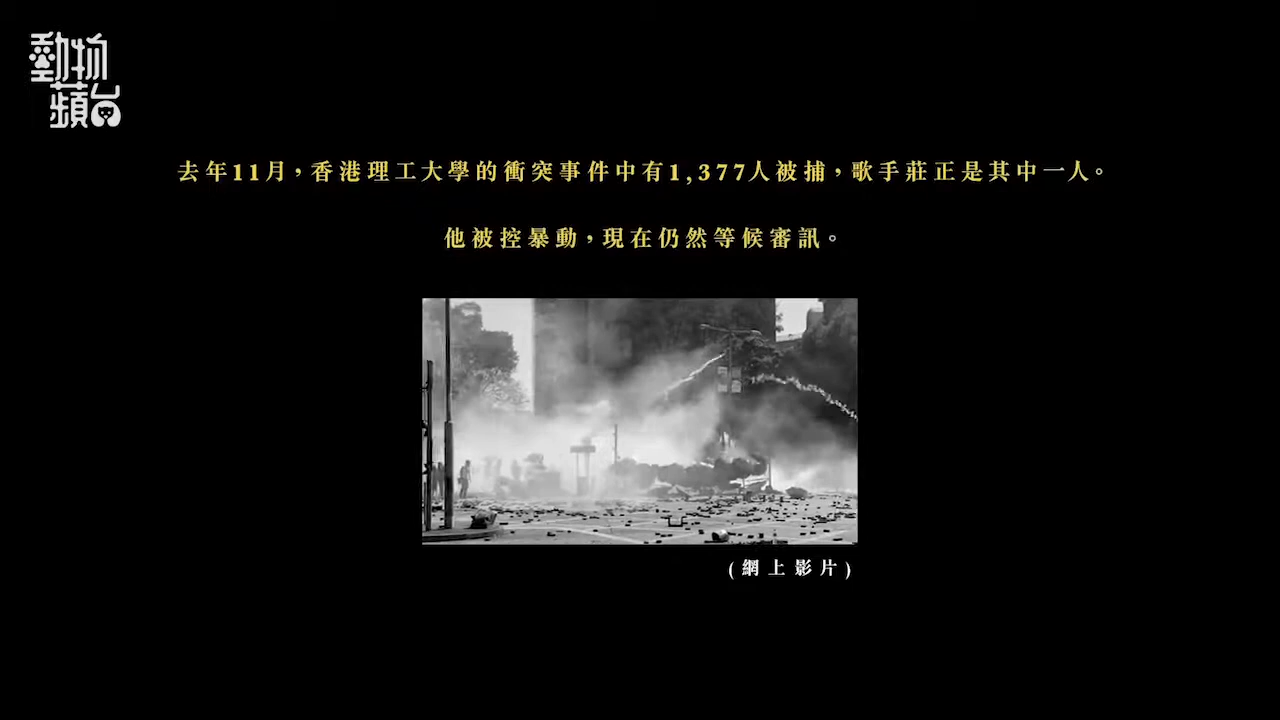 動物
蘋台
去年11月，香港理工大學的衝突事件中有1,377人被捕，歌手莊正是其中一人。
他被控暴動，現在仍然等候審訊。
(網上影片)